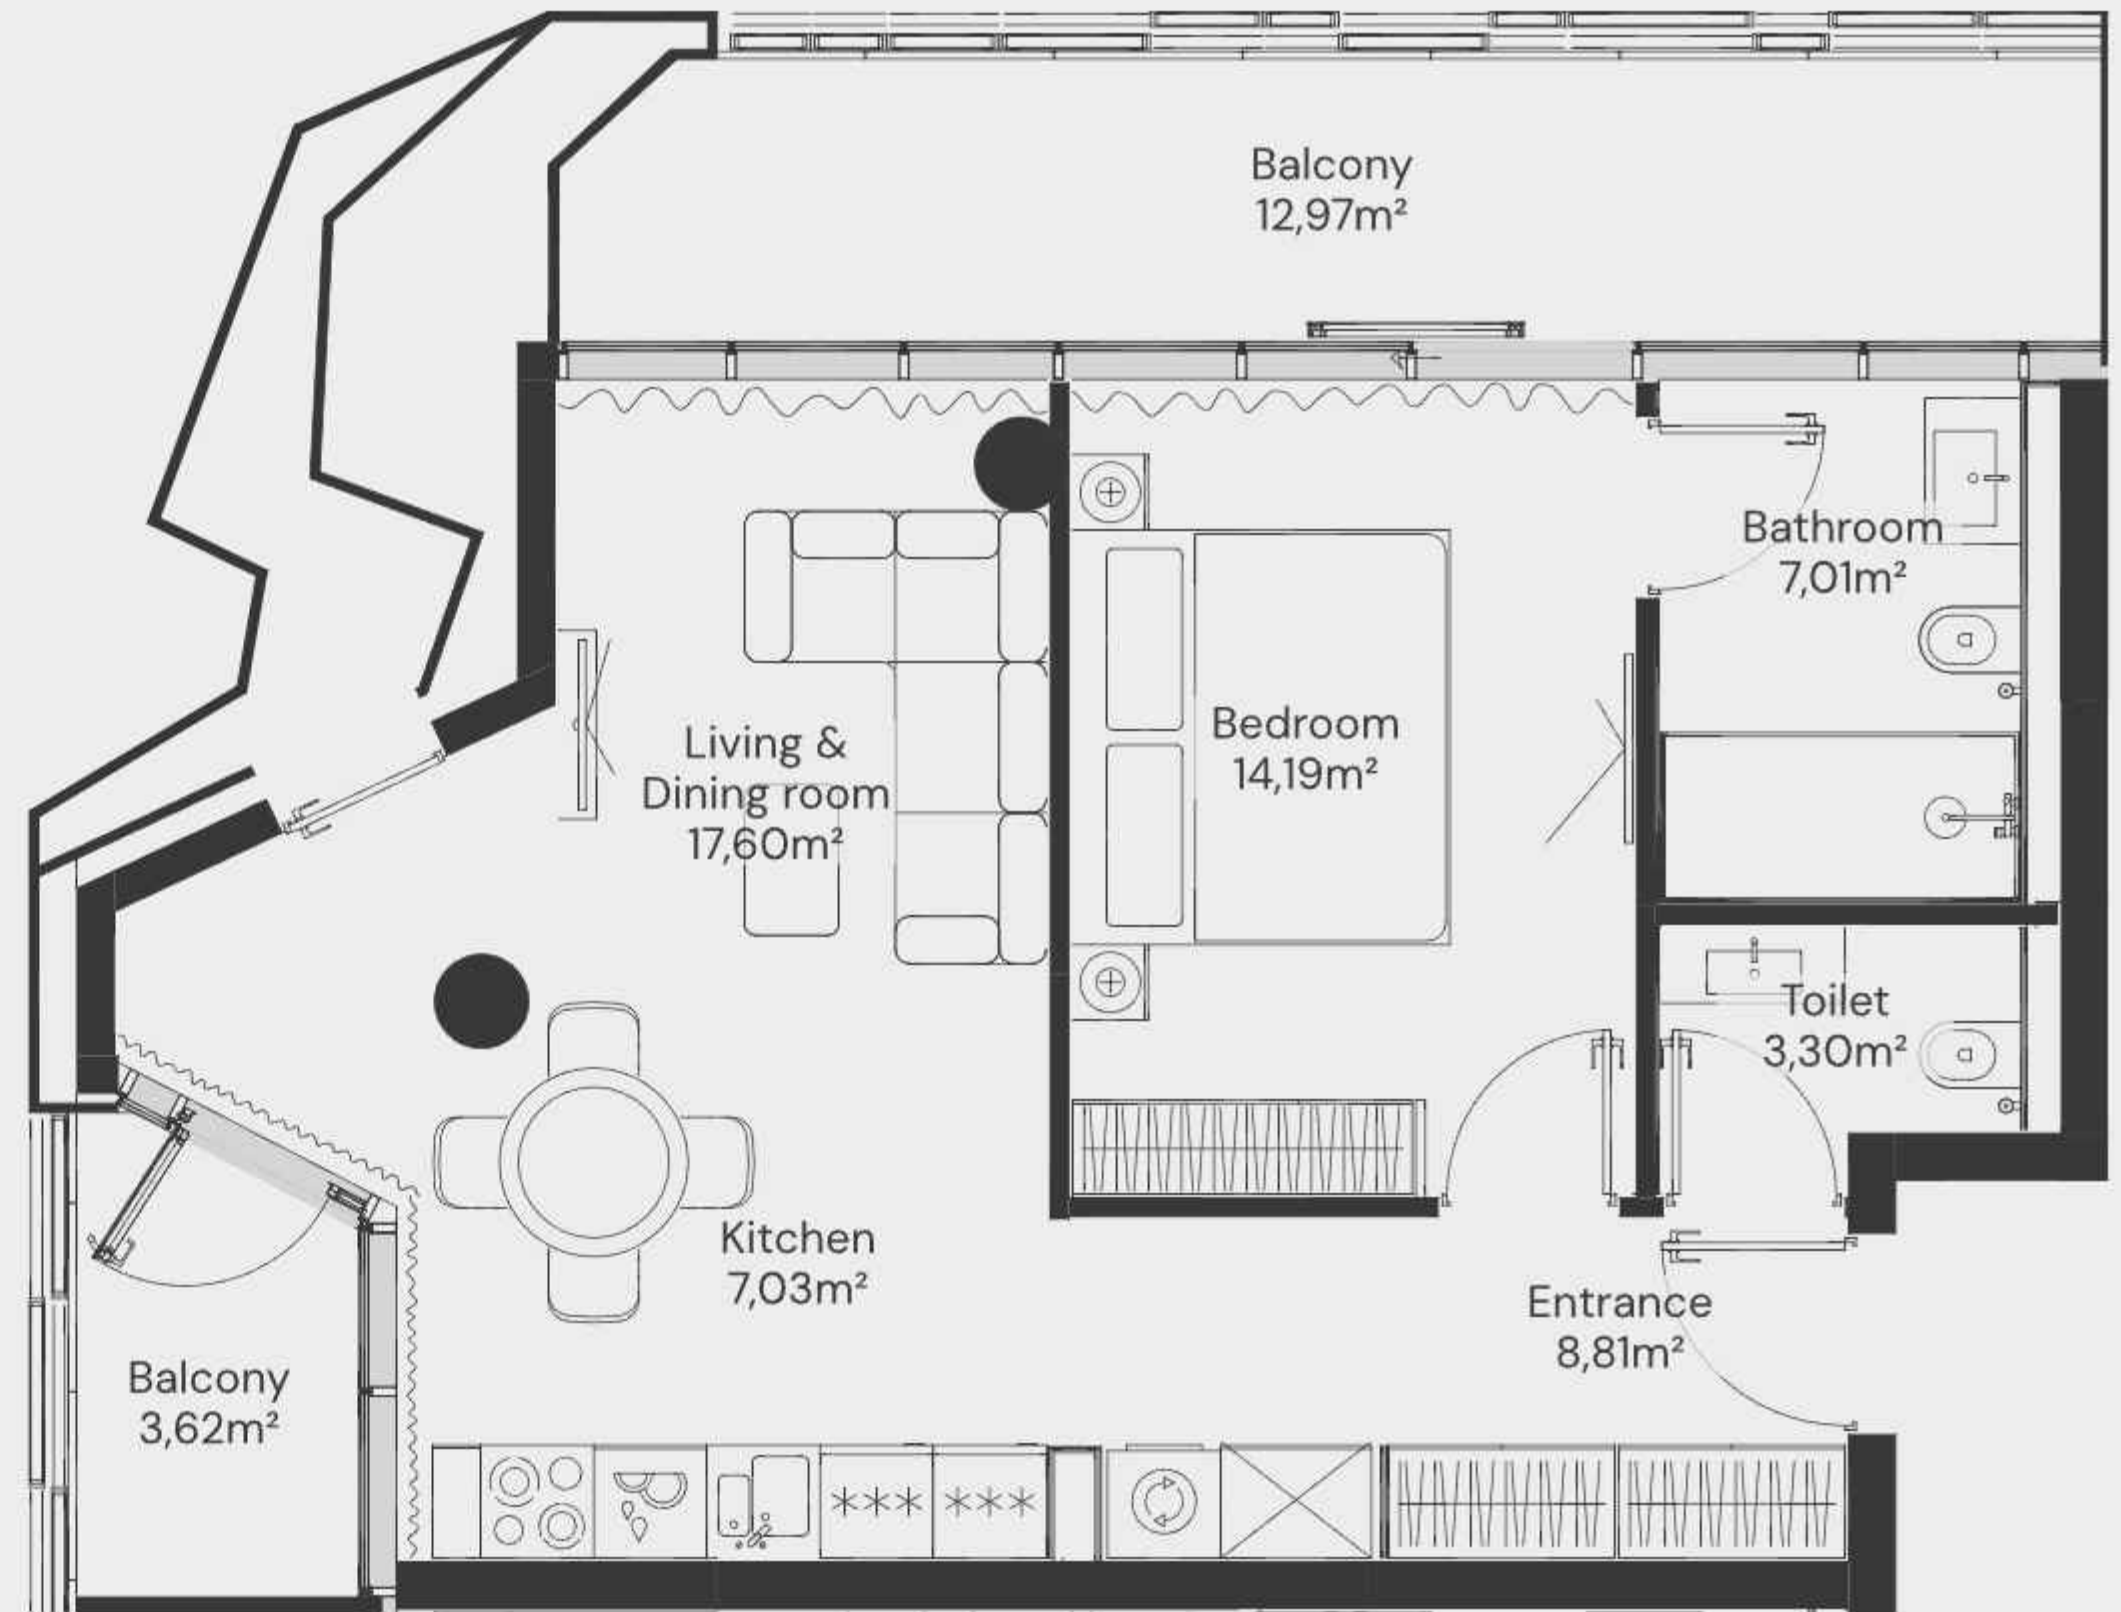 Balcony
12,97m²
Bathroom
7,01m²
Living &
Dining room
17,60m²
Bedroom
14,19m²
Toilet
3,30m²
Kitchen
7,03m²
Entrance
8,81m²
Balcony
3,62m²